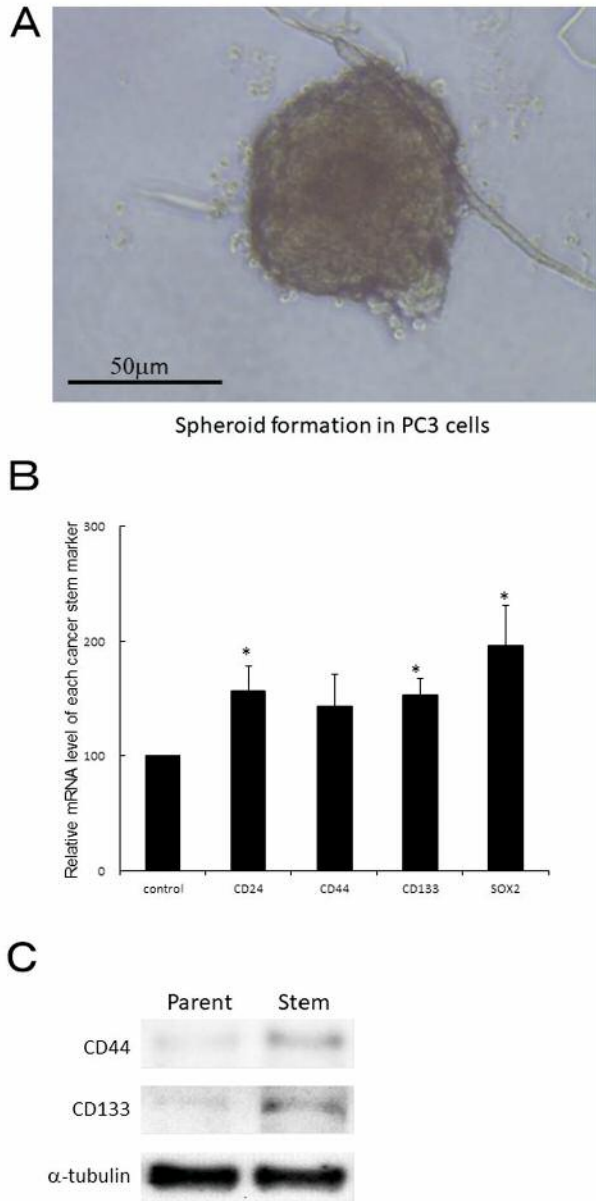 A
50μm
Spheroid formation in PC3 cells
B
Relative mRNA level of each cancer stem marker
300
200
100
0
*
*
*
control CD24 CD44 CD133 SOX2
C
Parent Stem
CD44
CD133
α-tubulin